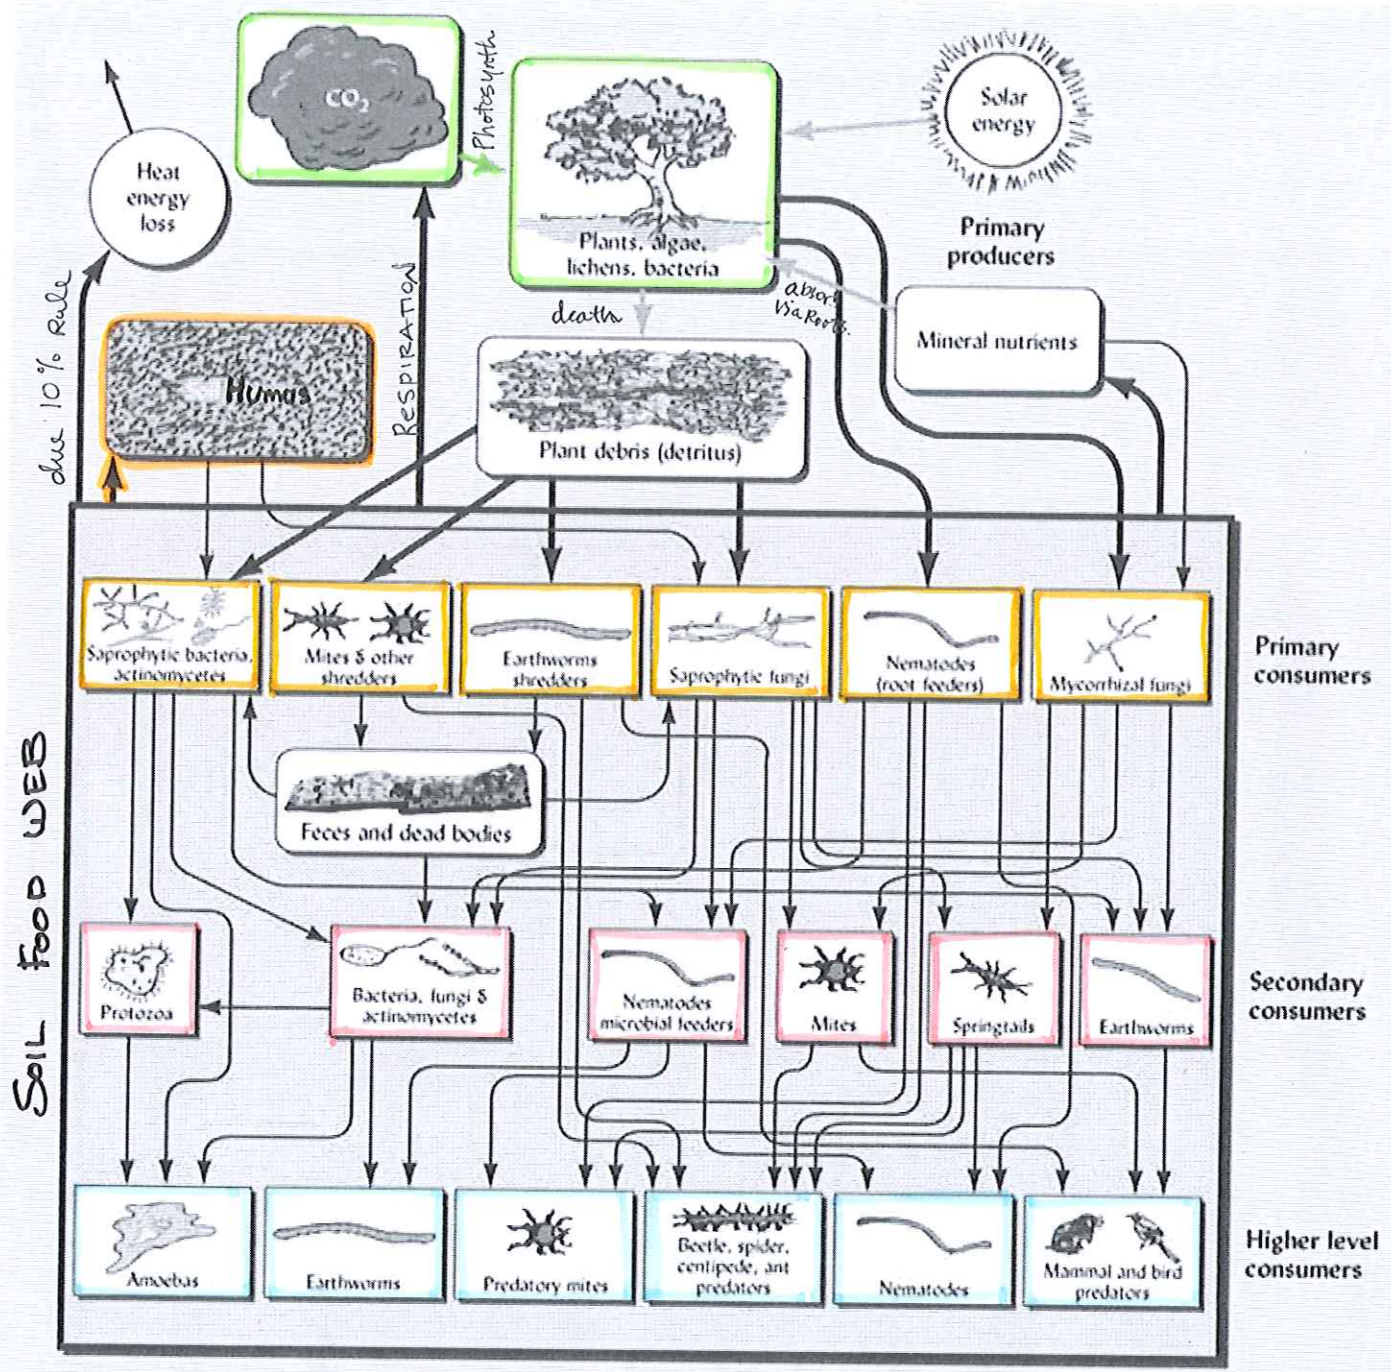 CO2
Photosynth
Solar
energy
Heat
energy
loss
Plants, algae,
lichens, bacteria
Primary
producers
due 10% Rule
RESPIRATION
death
absor.
via Roots.
Mineral nutrients
Humus
Plant debris (detritus)
SOIL FOOD WEB
Saprophytic bacteria,
actinomycetes
Mites & other
shredders
Earthworms
shredders
Saprophytic fungi
Nematodes
(root feeders)
Mycorrhizal fungi
Primary
consumers
Feces and dead bodies
Protozoa
Bacteria, fungi &
actinomycetes
Nematodes
microbial feeders
Mites
Springtails
Earthworms
Secondary
consumers
Amoebas
Earthworms
Predatory mites
Beetle, spider,
centipede, ant
predators
Nematodes
Mammal and bird
predators
Higher level
consumers